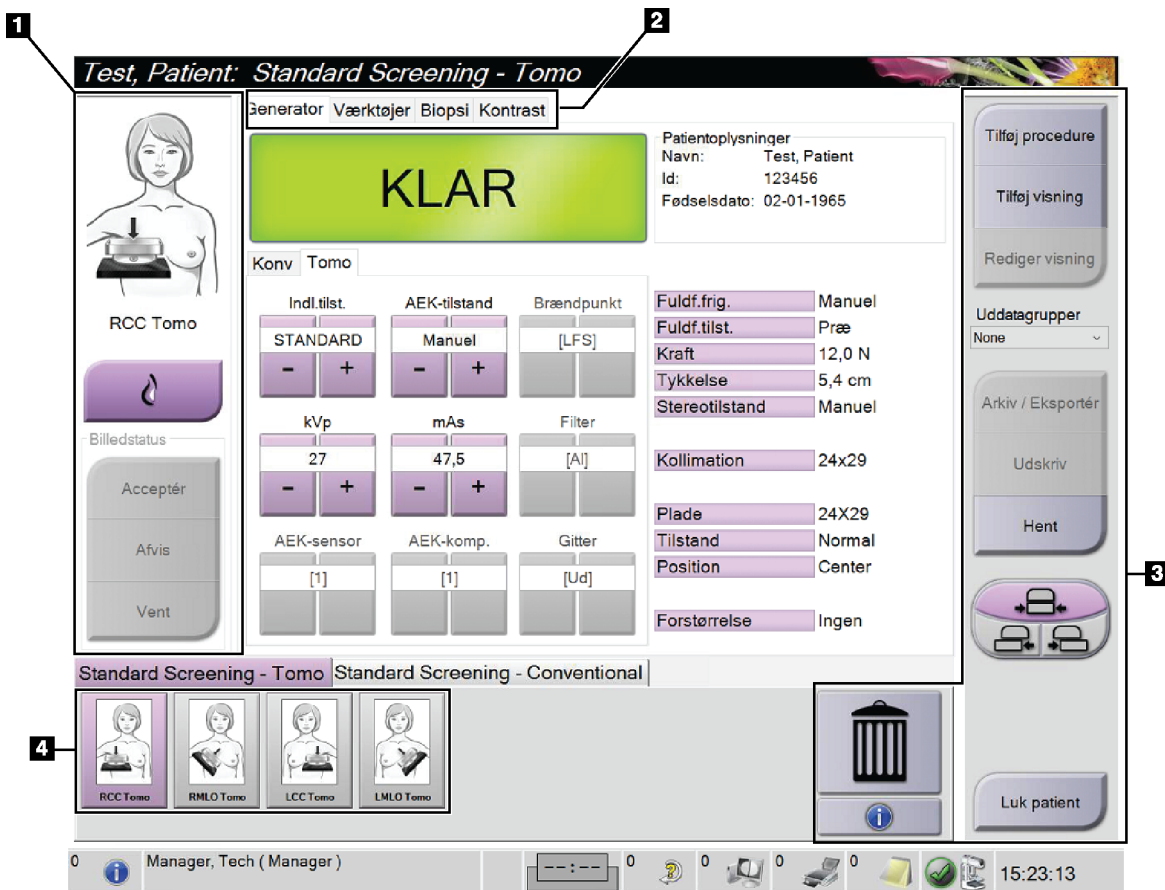 1
2
Test, Patient: Standard Screening - Tomo
Generator Værktøjer Biopsi Kontrast
KLAR
Patientoplysninger
Navn: Test, Patient
Id: 123456
Fødselsdato: 02-01-1965
RCC Tomo
Billedstatus
Acceptér
Afvis
Vent
Konv Tomo
Indl.tilst. AEK-tilstand Brændpunkt
STANDARD Manuel [LFS]
- + - +
kVp mAs Filter
27 47,5 [Al]
- + - +
AEK-sensor AEK-komp. Gitter
[1] [1] [Ud]
Fuldf.frig. Manuel
Fuldf.tilst. Præ
Kraft 12,0 N
Tykkelse 5,4 cm
Stereotilstand Manuel
Kollimation 24x29
Plade 24X29
Tilstand Normal
Position Center
Forstørrelse Ingen
Tilføj procedure
Tilføj visning
Rediger visning
Uddatagrupper
None
Arkiv / Eksportér
Udskriv
Hent
3
Standard Screening - Tomo Standard Screening - Conventional
4
RCC Tomo RMLO Tomo LCC Tomo LMLO Tomo
Luk patient
0 Manager, Tech ( Manager ) --:-- 0 0 0 0 15:23:13